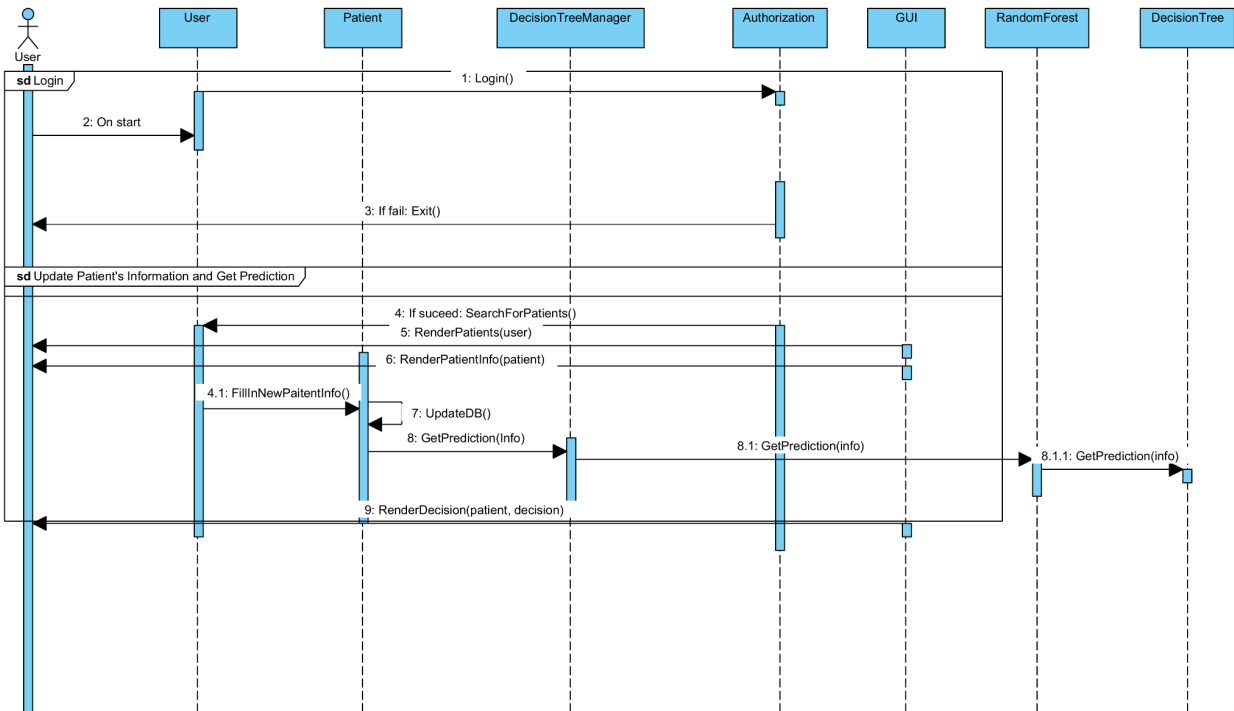 User
Patient
DecisionTreeManager
Authorization
GUI
RandomForest
DecisionTree
User
sd Login
1: Login()
2: On start
3: If fail: Exit()
sd Update Patient's Information and Get Prediction
4: If suceed: SearchForPatients()
5: RenderPatients(user)
6: RenderPatientInfo(patient)
4.1: FillInNewPaitentInfo()
7: UpdateDB()
8: GetPrediction(Info)
8.1: GetPrediction(info)
8.1.1: GetPrediction(info)
9: RenderDecision(patient, decision)